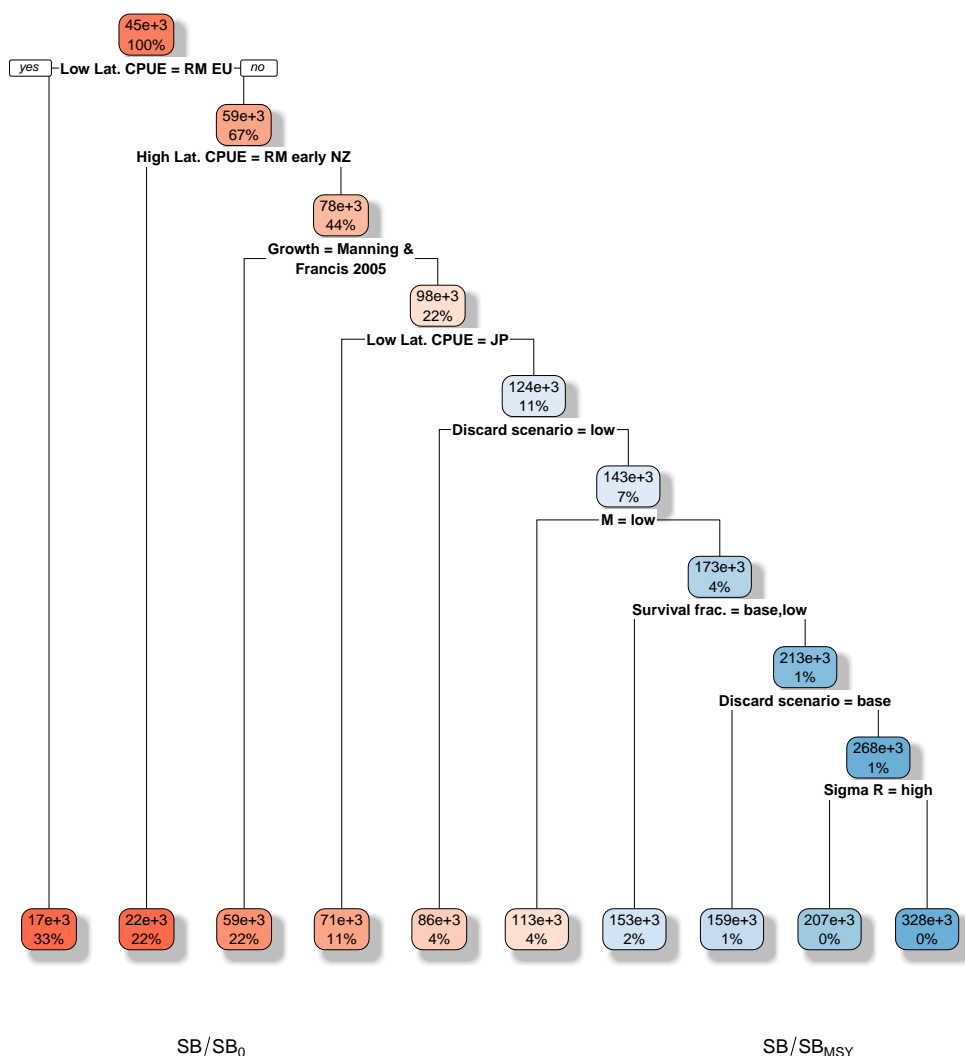 45e+3
100%
yes
Low Lat. CPUE = RM EU
no
59e+3
67%
High Lat. CPUE = RM early NZ
78e+3
44%
Growth = Manning &
Francis 2005
98e+3
22%
Low Lat. CPUE = JP
124e+3
11%
Discard scenario = low
143e+3
7%
M = low
173e+3
4%
Survival frac. = base,low
213e+3
1%
Discard scenario = base
268e+3
1%
Sigma R = high
17e+3
33%
22e+3
22%
59e+3
22%
71e+3
11%
86e+3
4%
113e+3
4%
153e+3
2%
159e+3
1%
207e+3
0%
328e+3
0%
SB/SB₀
SB/SB_MSY